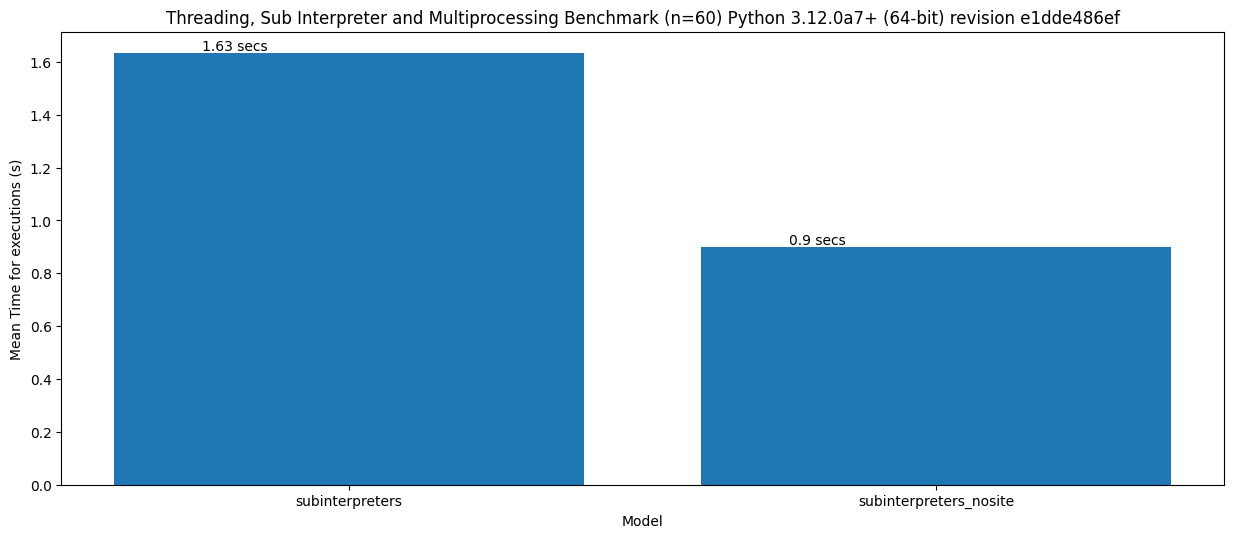 Threading, Sub Interpreter and Multiprocessing Benchmark (n=60) Python 3.12.0a7+ (64-bit) revision e1dde486ef
1.63 secs
0.9 secs
Mean Time for executions (s)
1.6
1.4
1.2
1.0
0.8
0.6
0.4
0.2
0.0
subinterpreters
subinterpreters_nosite
Model